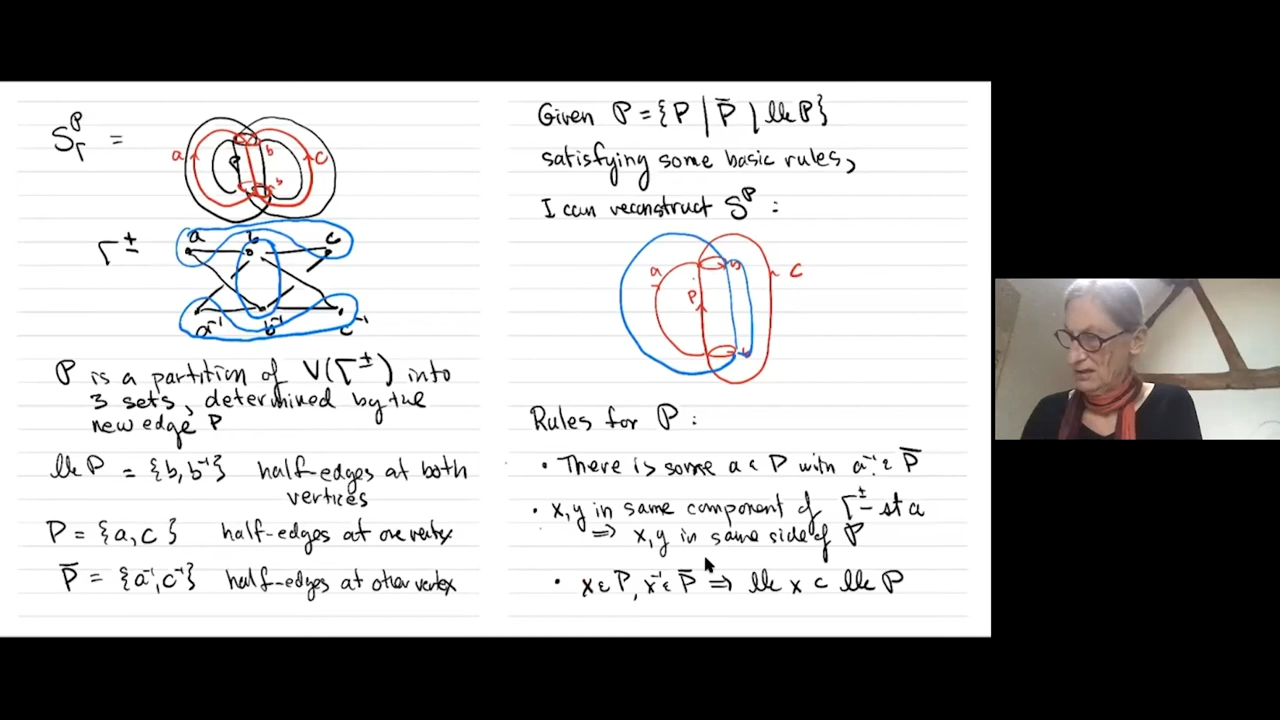 S_Γ^P =
a
P
b
b
c
Γ^±
a b c
a⁻¹ b⁻¹ c⁻¹
P is a partition of V(Γ^±) into
3 sets, determined by the
new edge P
lk P = {b, b⁻¹} half-edges at both
vertices
P = {a, c} half-edges at one vertex
P̄ = {a⁻¹, c⁻¹} half-edges at other vertex
Given P = {P | P̄ | lk P}
satisfying some basic rules,
I can reconstruct S^P :
a
P
b
b
c
Rules for P :
• There is some a ∈ P with a⁻¹ ∈ P̄
• x, y in same component of Γ^± - st a
⟹ x, y in same side of P
• x ∈ P, x⁻¹ ∈ P̄ ⟹ lk x ⊂ lk P